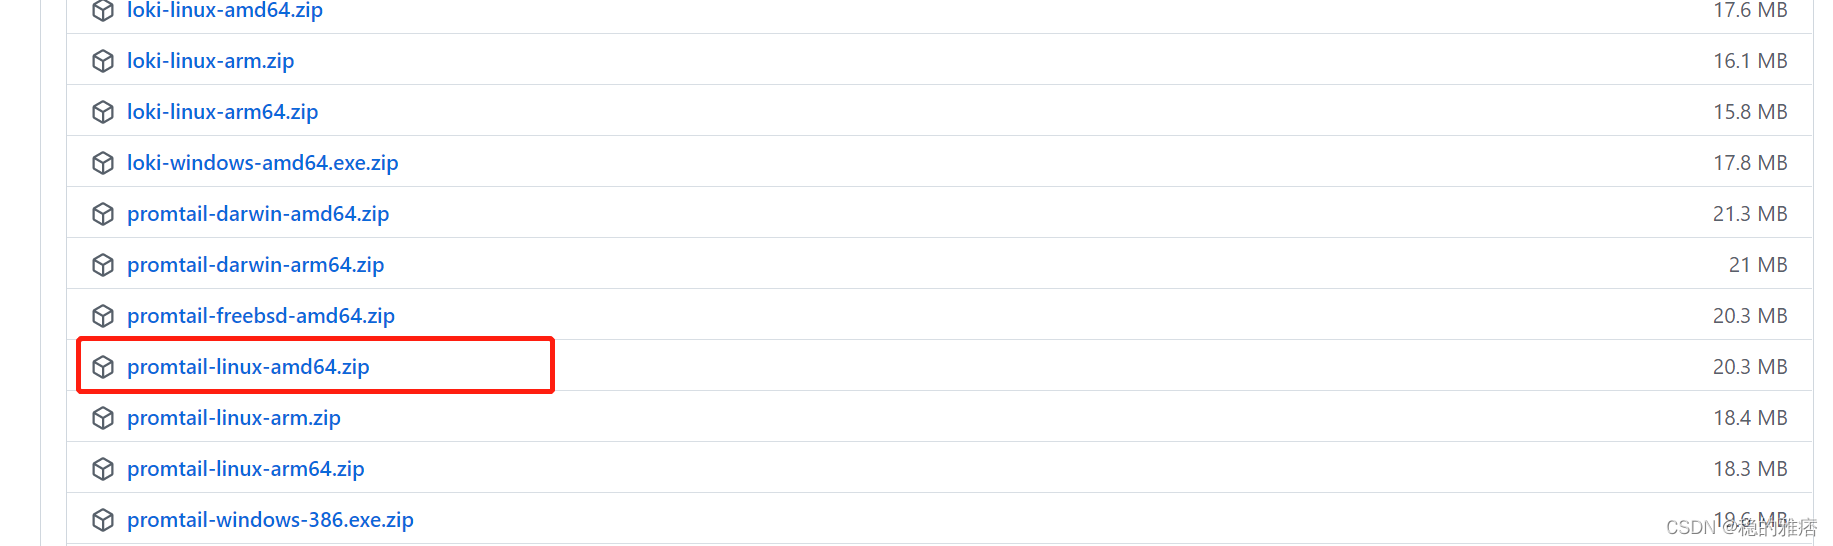 loki-linux-amd64.zip 17.6 MB
loki-linux-arm.zip 16.1 MB
loki-linux-arm64.zip 15.8 MB
loki-windows-amd64.exe.zip 17.8 MB
promtail-darwin-amd64.zip 21.3 MB
promtail-darwin-arm64.zip 21 MB
promtail-freebsd-amd64.zip 20.3 MB
promtail-linux-amd64.zip 20.3 MB
promtail-linux-arm.zip 18.4 MB
promtail-linux-arm64.zip 18.3 MB
promtail-windows-386.exe.zip 19.6 MB
CSDN @稳的雅痞